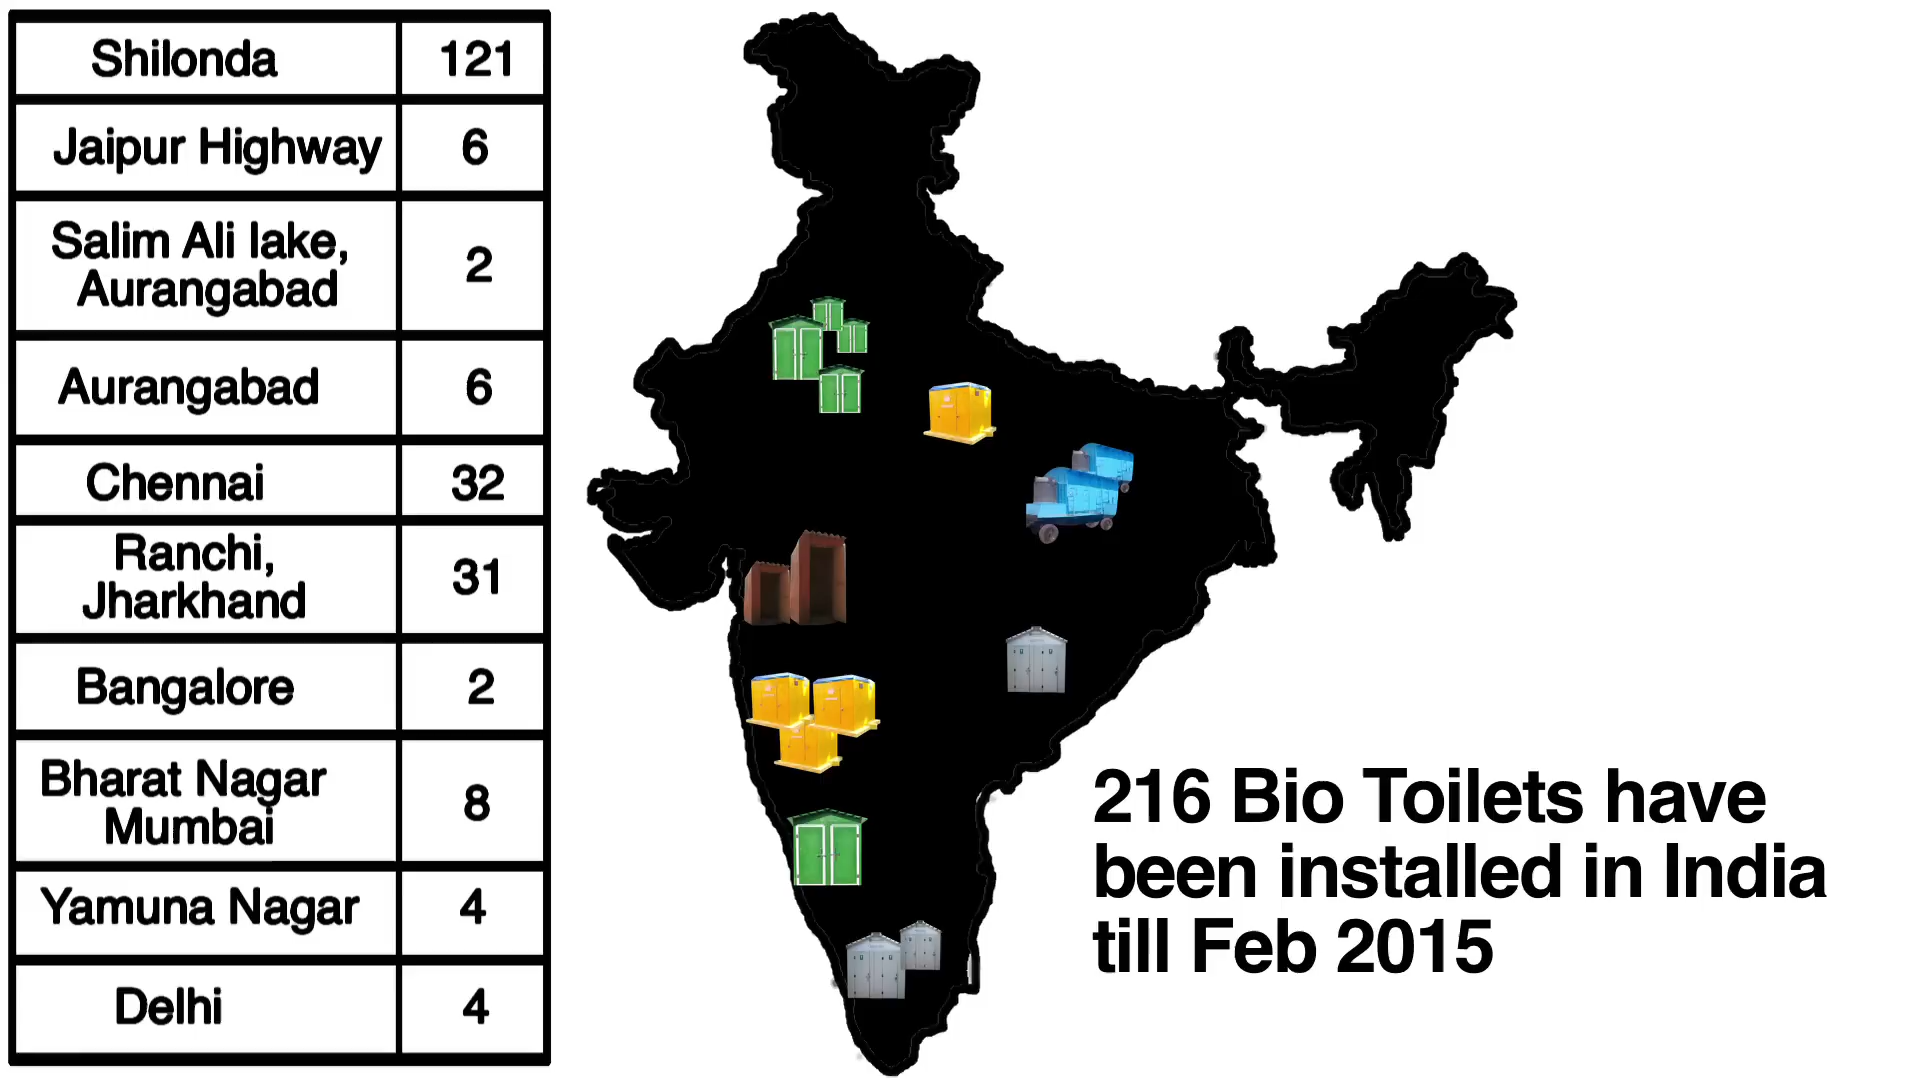 Shilonda 121
Jaipur Highway 6
Salim Ali lake,
Aurangabad 2
Aurangabad 6
Chennai 32
Ranchi,
Jharkhand 31
Bangalore 2
Bharat Nagar
Mumbai 8
Yamuna Nagar 4
Delhi 4
216 Bio Toilets have
been installed in India
till Feb 2015